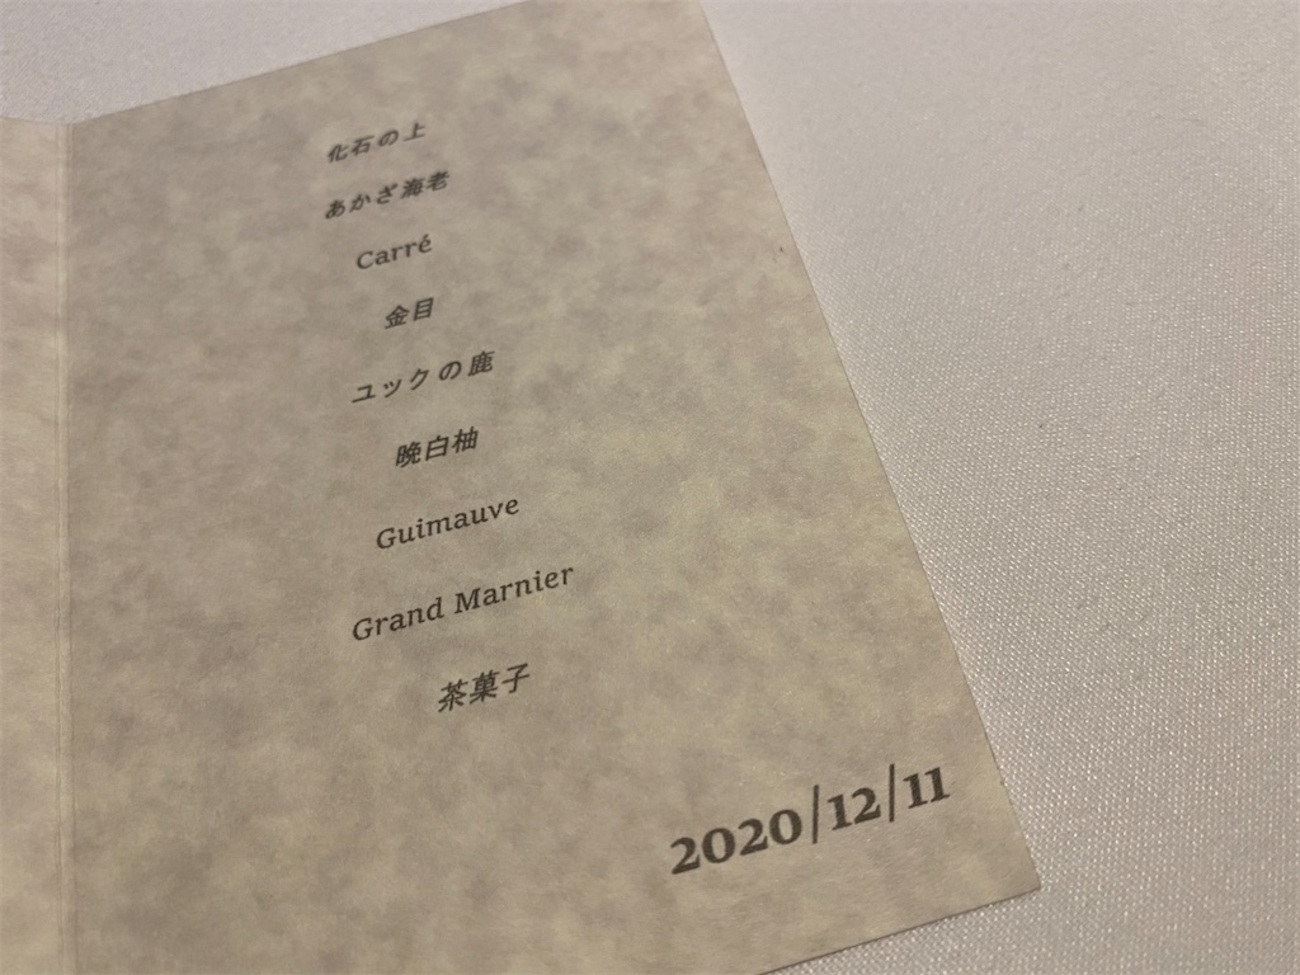 化石の上
あかざ海老
Carré
金目
ユックの鹿
晩白柚
Guimauve
Grand Marnier
茶菓子
2020/12/11